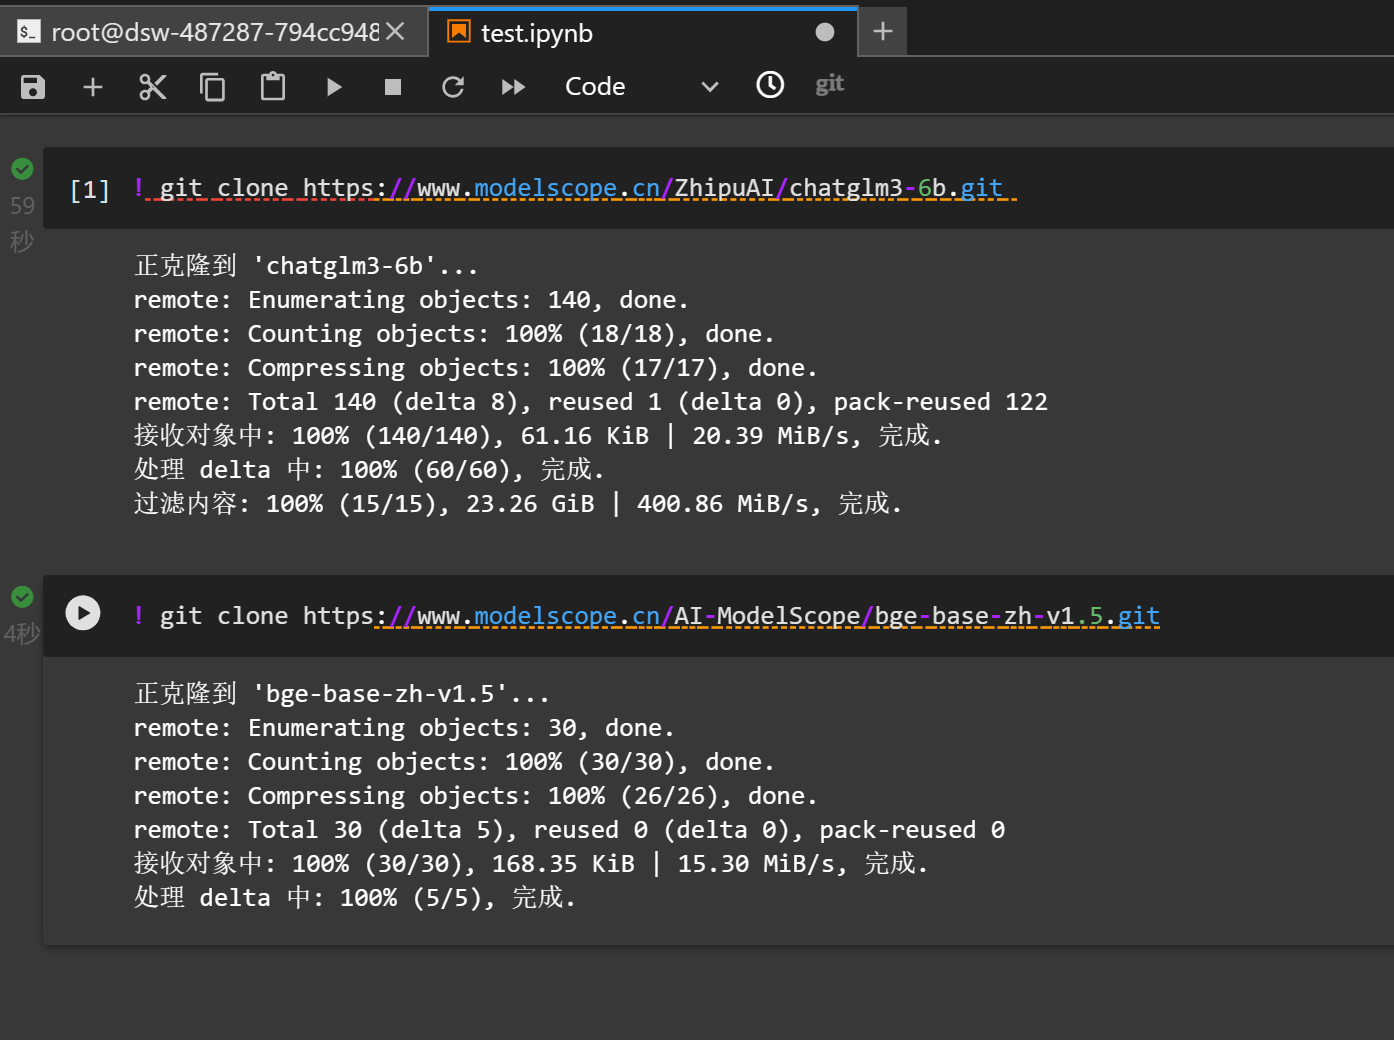 $_ root@dsw-487287-794cc948
test.ipynb
Code
git
[1] ! git clone https://www.modelscope.cn/ZhipuAI/chatglm3-6b.git
59
秒
正克隆到 'chatglm3-6b'...
remote: Enumerating objects: 140, done.
remote: Counting objects: 100% (18/18), done.
remote: Compressing objects: 100% (17/17), done.
remote: Total 140 (delta 8), reused 1 (delta 0), pack-reused 122
接收对象中: 100% (140/140), 61.16 KiB | 20.39 MiB/s, 完成.
处理 delta 中: 100% (60/60), 完成.
过滤内容: 100% (15/15), 23.26 GiB | 400.86 MiB/s, 完成.
! git clone https://www.modelscope.cn/AI-ModelScope/bge-base-zh-v1.5.git
4秒
正克隆到 'bge-base-zh-v1.5'...
remote: Enumerating objects: 30, done.
remote: Counting objects: 100% (30/30), done.
remote: Compressing objects: 100% (26/26), done.
remote: Total 30 (delta 5), reused 0 (delta 0), pack-reused 0
接收对象中: 100% (30/30), 168.35 KiB | 15.30 MiB/s, 完成.
处理 delta 中: 100% (5/5), 完成.